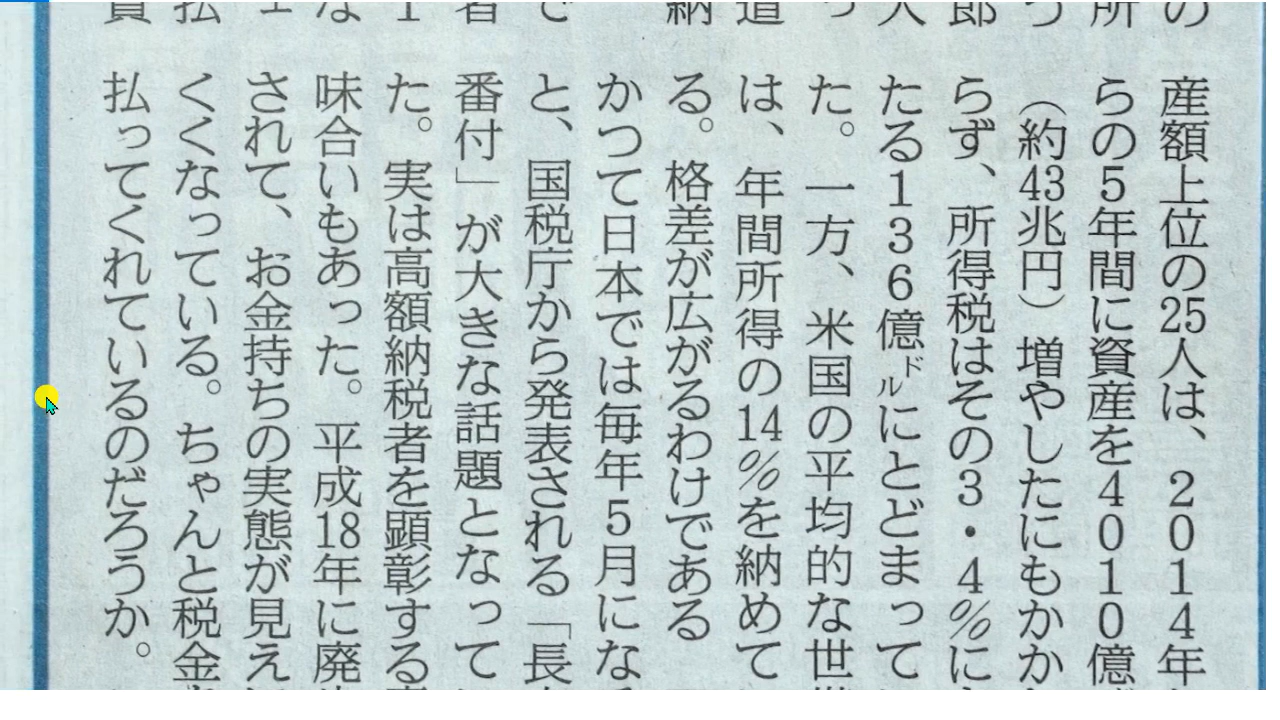 産額上位の25人は、2014年
らの5年間に資産を4010億
(約43兆円)増やしたにもかか
らず、所得税はその3・4%に
たる136億ドルにとどまって
た。一方、米国の平均的な世
は、年間所得の14%を納めて
る。格差が広がるわけである
かつて日本では毎年5月にな
と、国税庁から発表される「長
番付」が大きな話題となって
た。実は高額納税者を顕彰する
味合いもあった。平成18年に廃
されて、お金持ちの実態が見え
くくなっている。ちゃんと税金
払ってくれているのだろうか。